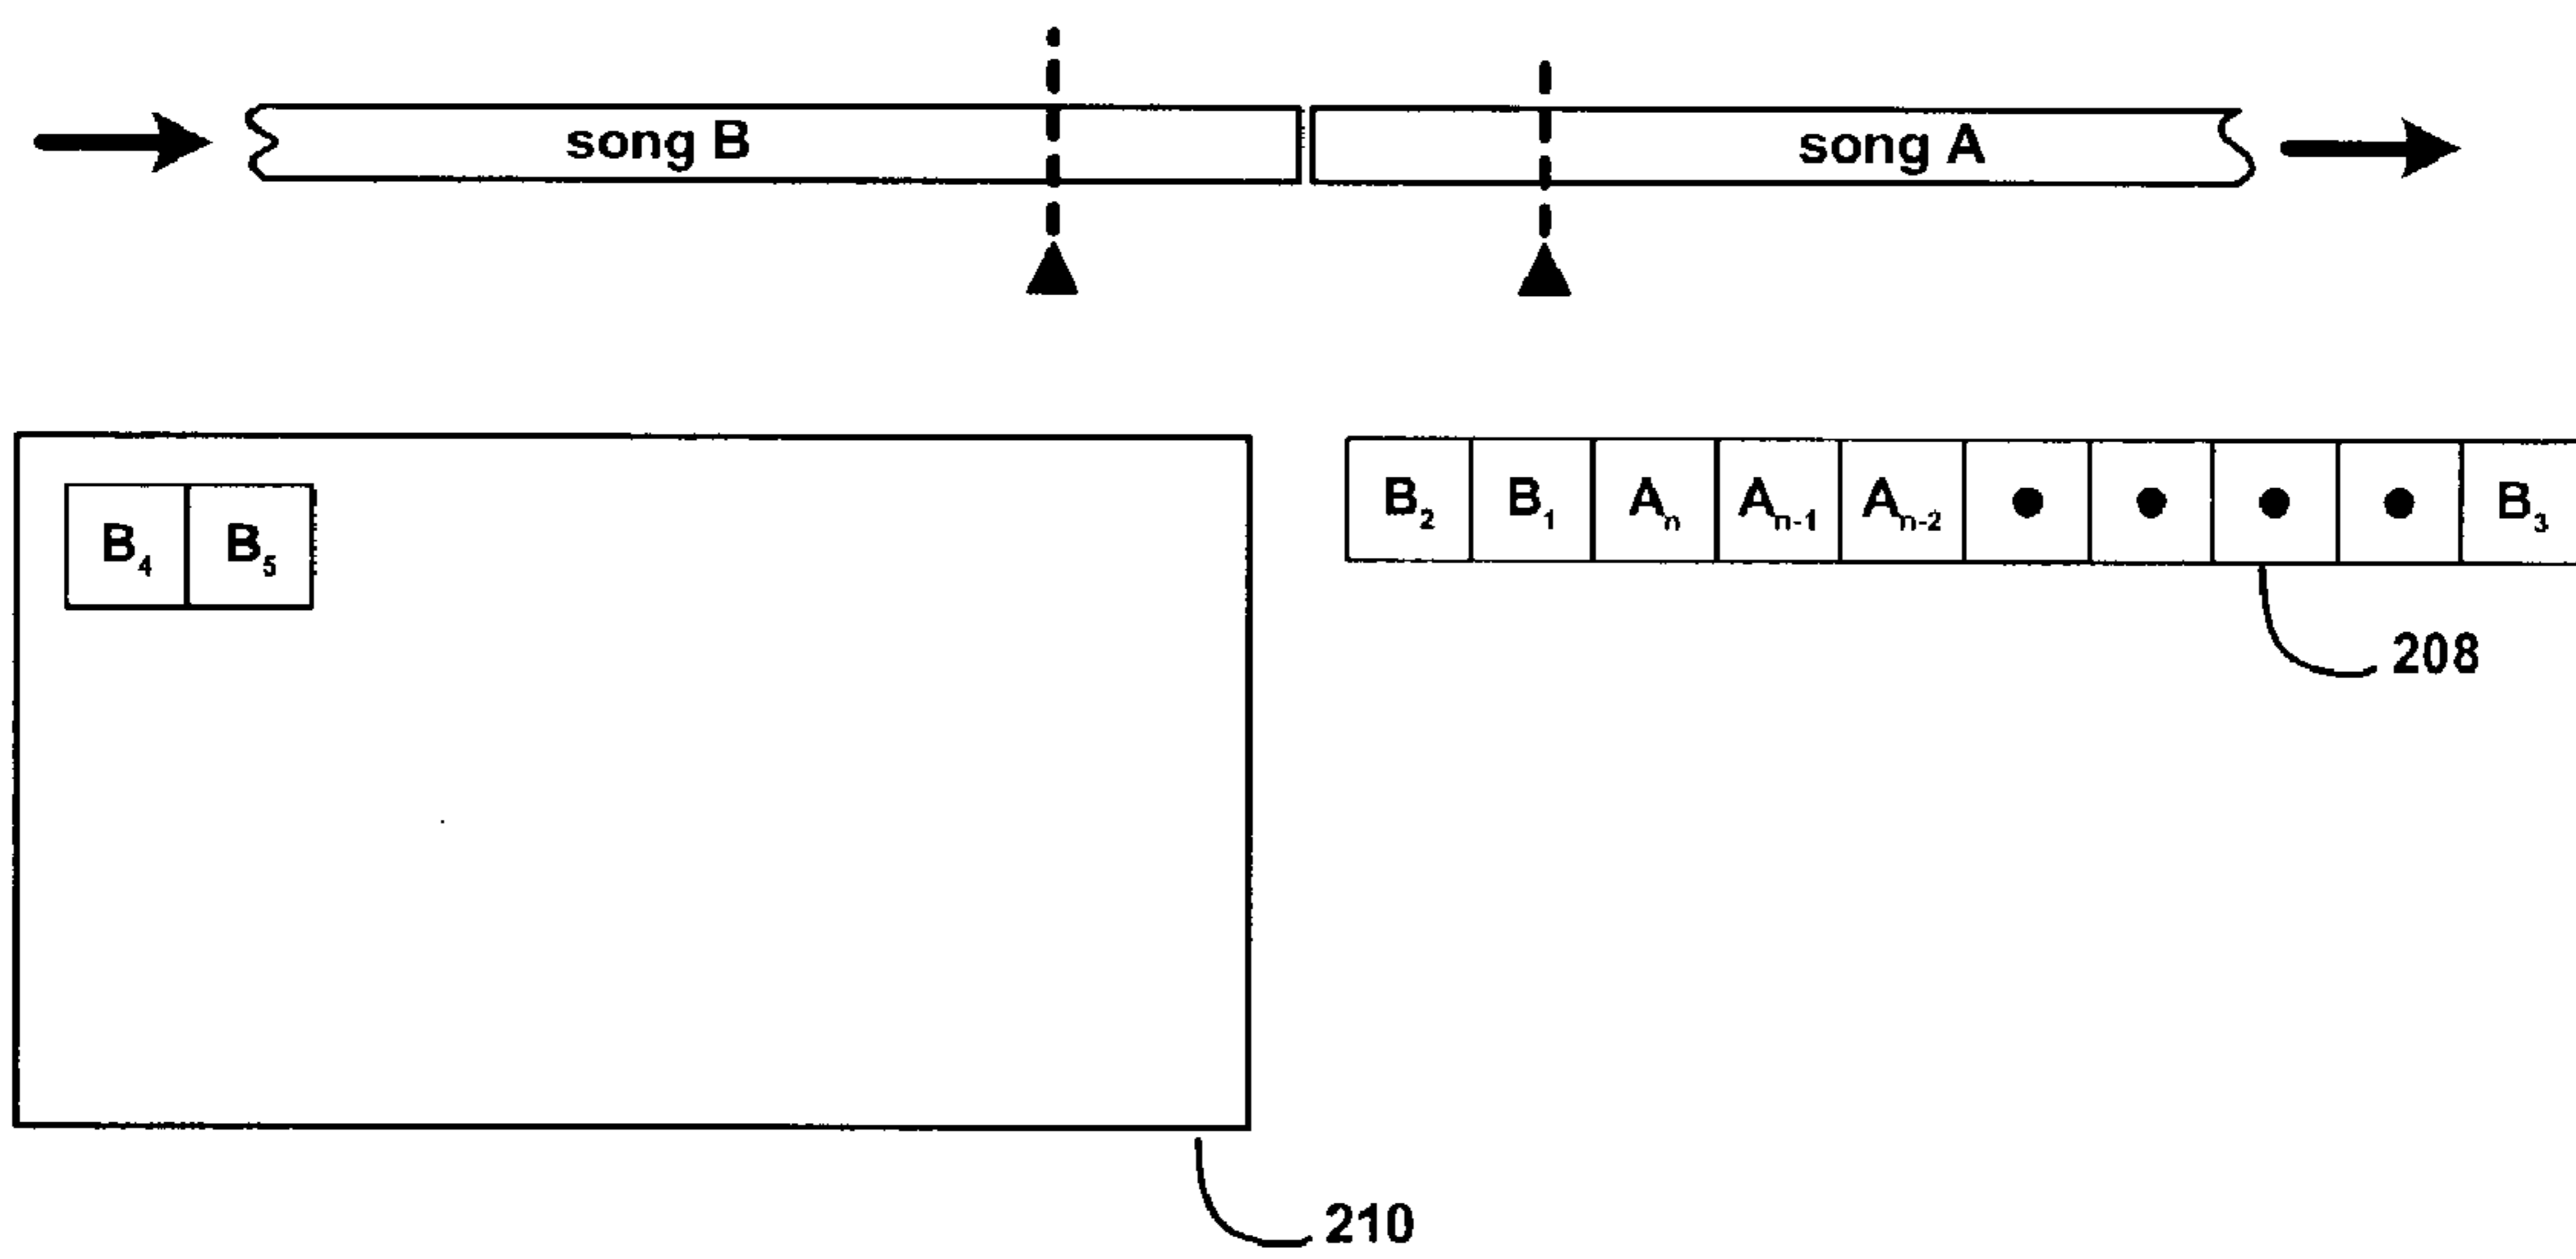 song B song A
B₂ B₁ Aₙ Aₙ₋₁ Aₙ₋₂ ● ● ● ● B₃
B₄ B₅
208
210